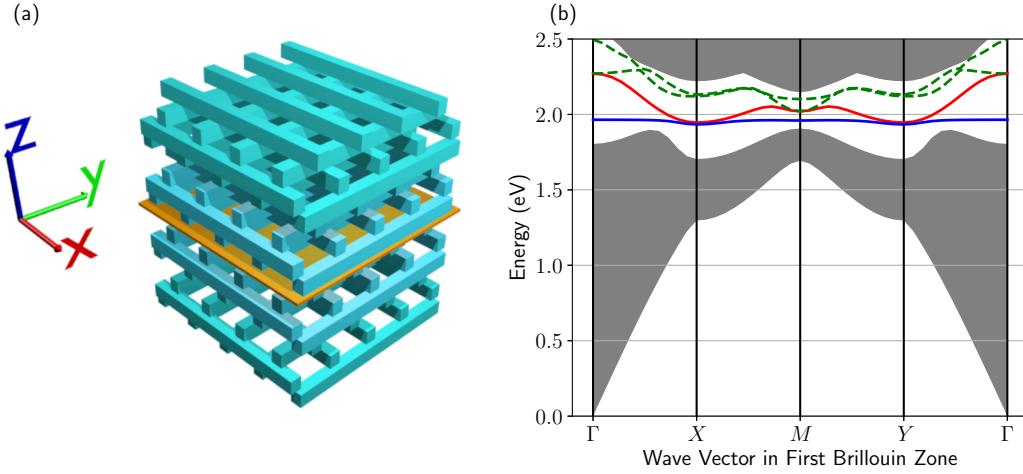 (a)
Z
y
X
(b)
2.5
2.0
1.5
1.0
0.5
0.0
Energy (eV)
Γ X M Y Γ
Wave Vector in First Brillouin Zone